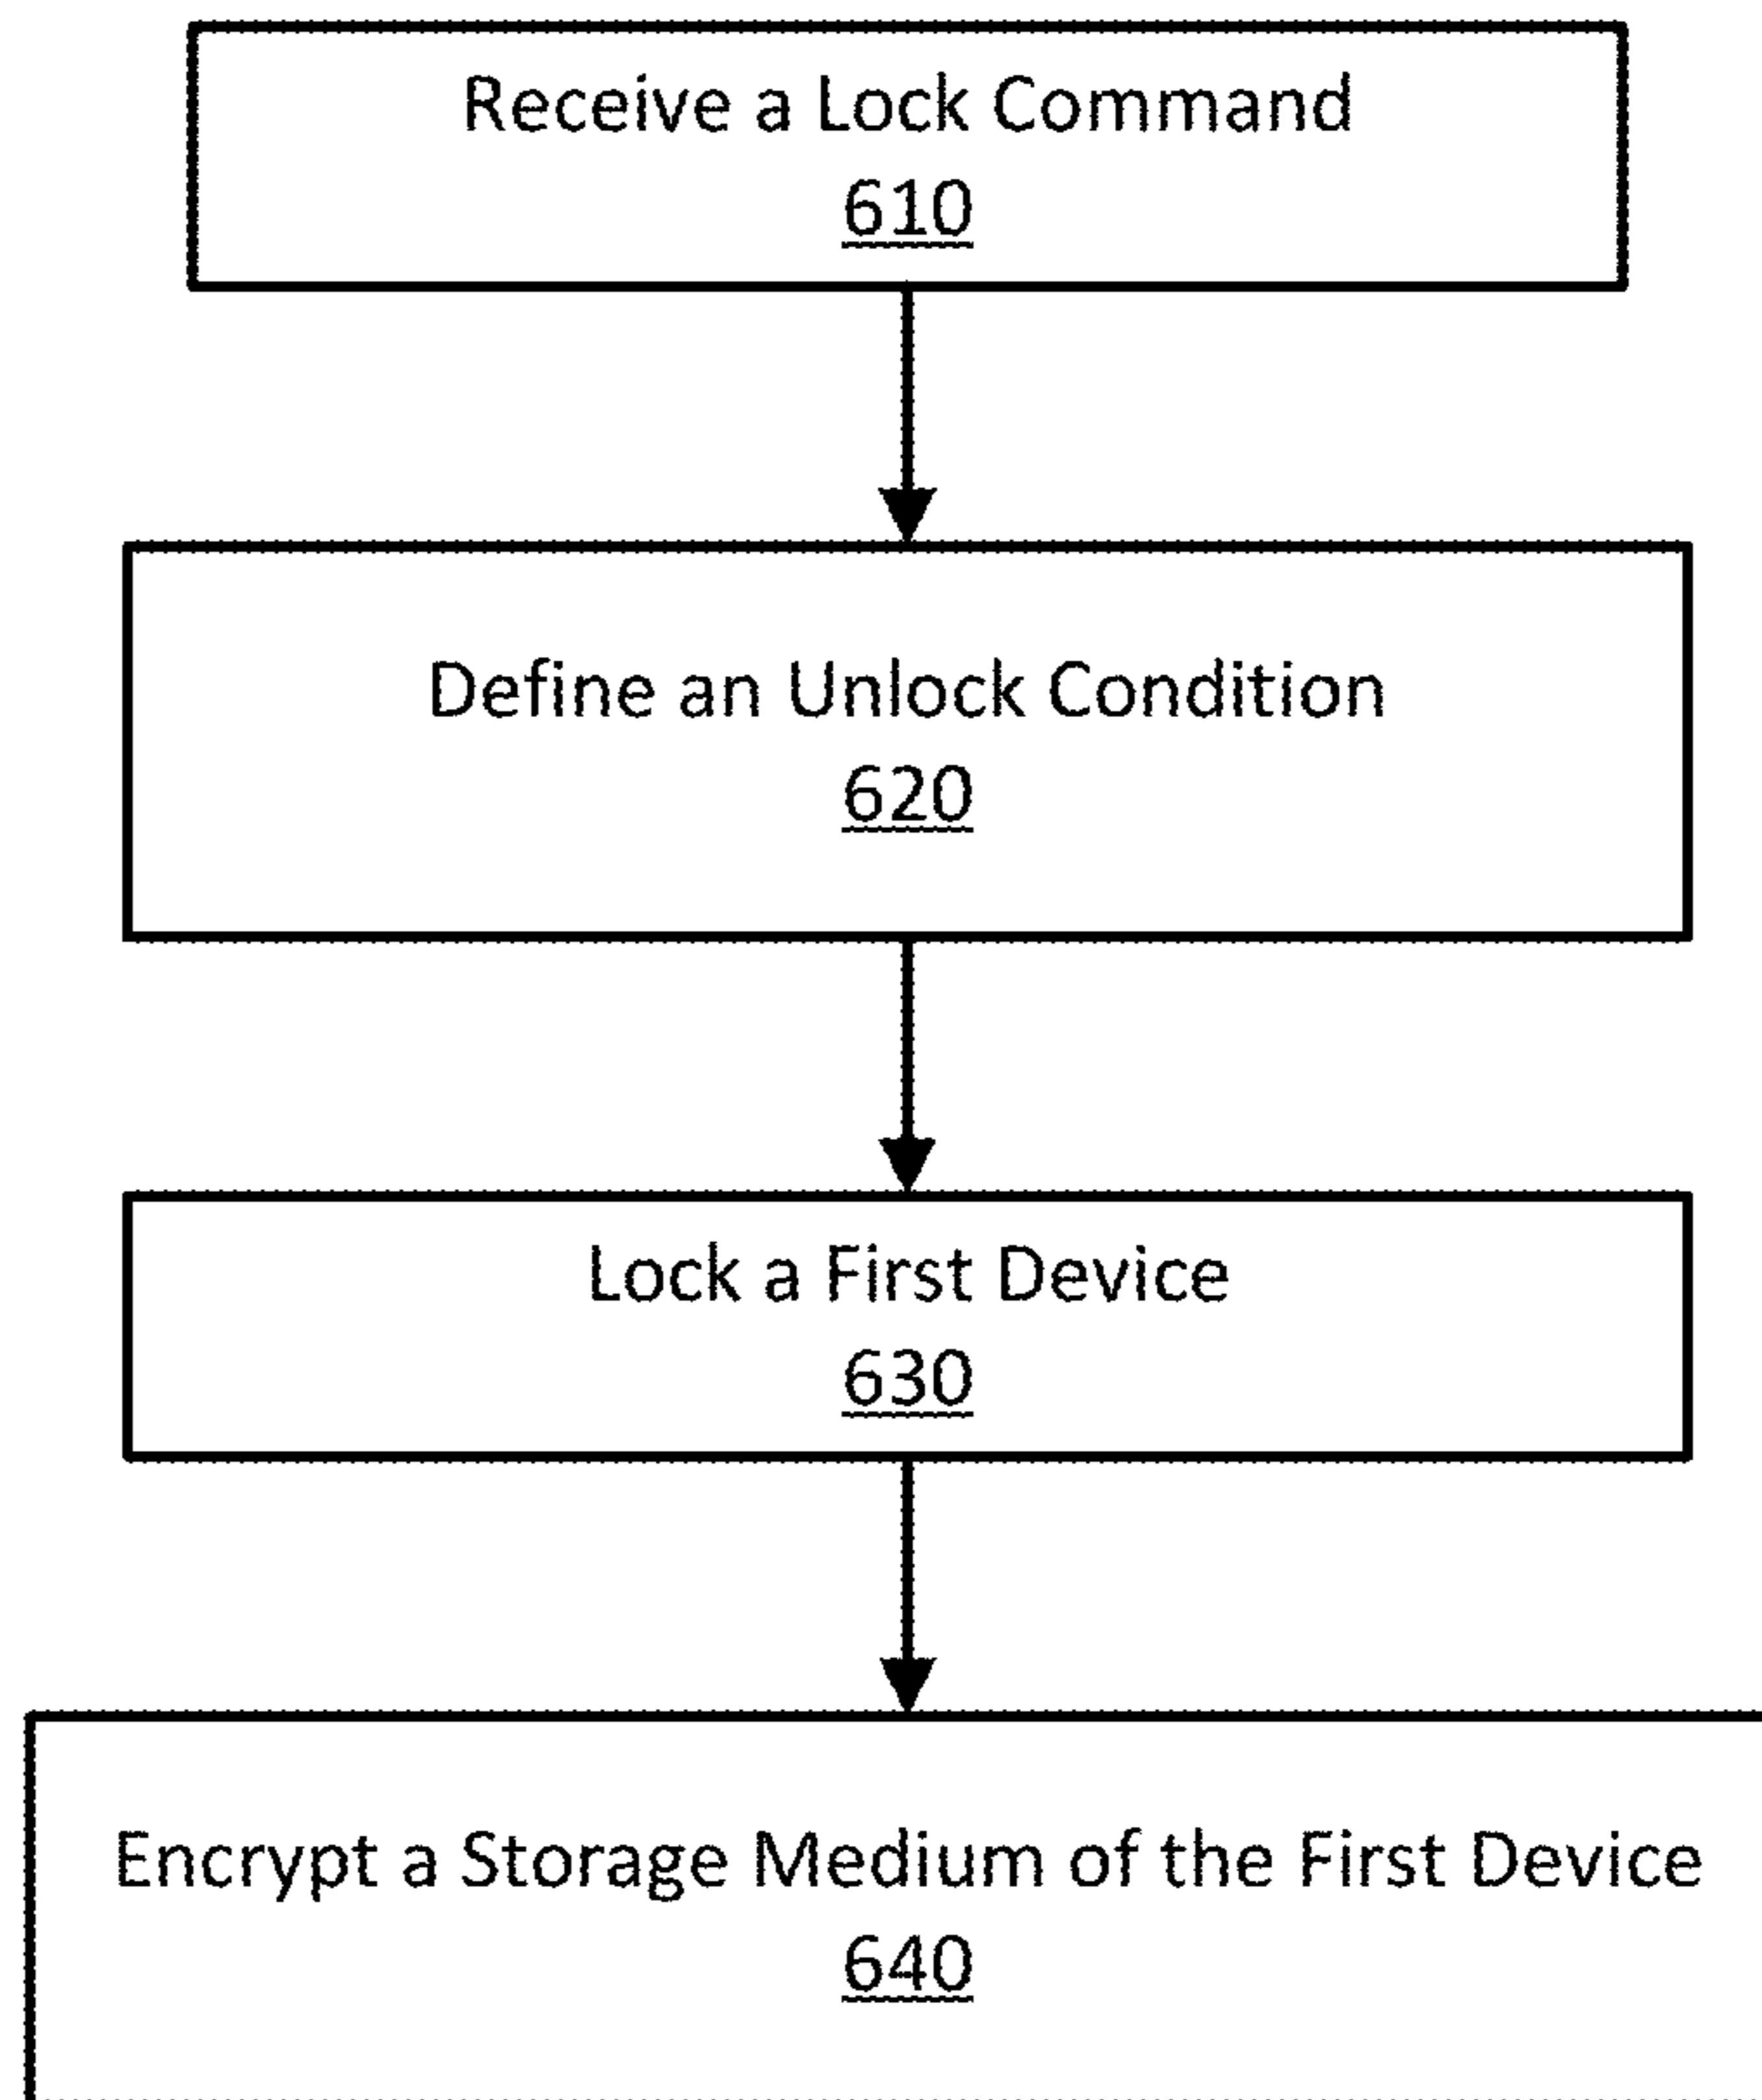 Receive a Lock Command
610
Define an Unlock Condition
620
Lock a First Device
630
Encrypt a Storage Medium of the First Device
640